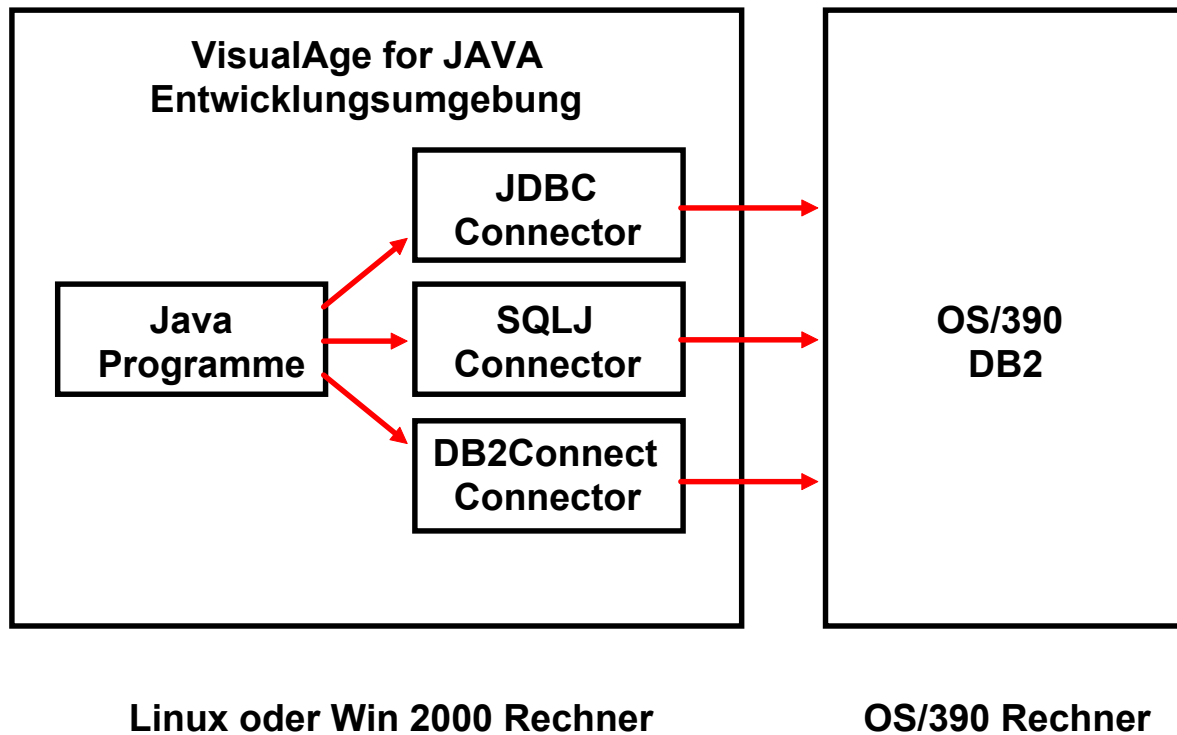 VisualAge for JAVA
Entwicklungsumgebung
JDBC
Connector
Java
Programme
SQLJ
Connector
DB2Connect
Connector
OS/390
DB2
Linux oder Win 2000 Rechner
OS/390 Rechner